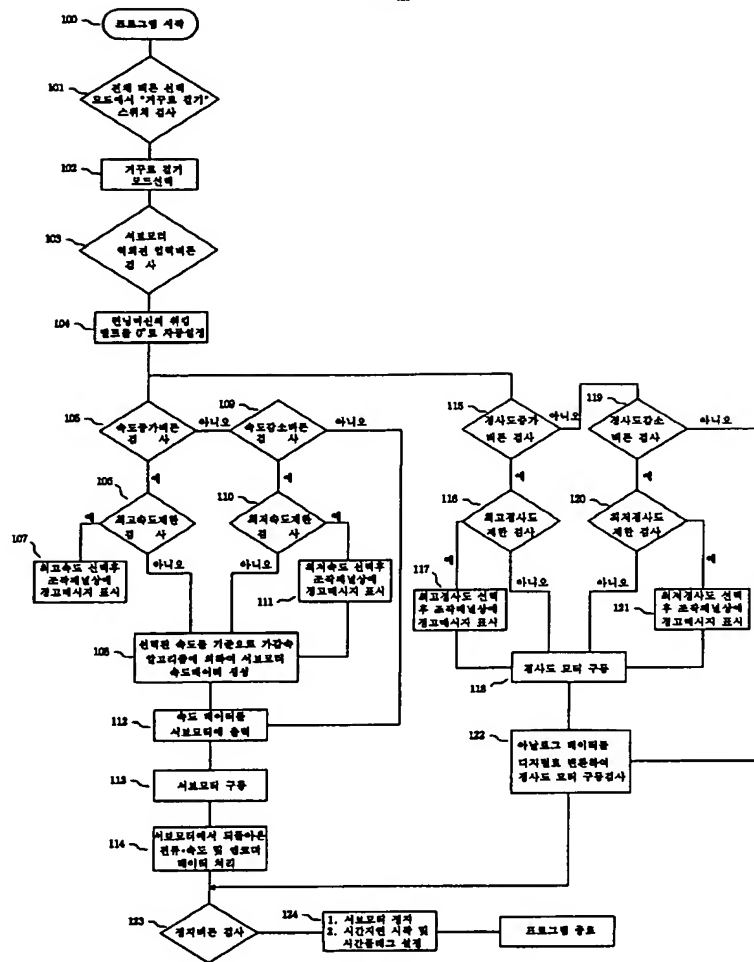 100
프로그램 시작
101
전체 버튼 선택
모드에서 "거꾸로 걷기"
스위치 검사
102
거꾸로 걷기
모드선택
103
서보모터
역회전 입력버튼
검 사
104
런닝머신의 워킹
벨트를 0°로 자동설정
105
속도증가버튼
검 사
아니오
109
속도감소버튼
검 사
아니오
115
경사도증가
버튼 검사
아니오
119
경사도감소
버튼 검사
아니오
예
예
예
예
106
최고속도제한
검 사
110
최저속도제한
검 사
116
최고경사도
제한 검사
120
최저경사도
제한 검사
예
아니오
아니오
예
예
아니오
아니오
예
107
최고속도 선택후
조작패널상에
경고메시지 표시
111
최저속도 선택후
조작패널상에
경고메시지 표시
117
최고경사도 선택
후 조작패널상에
경고메시지 표시
121
최저경사도 선택
후 조작패널상에
경고메시지 표시
108
선택된 속도를 기준으로 가감속
알고리즘에 의하여 서보모터
속도데이터 생성
118
경사도 모터 구동
112
속도 데이터를
서보모터에 출력
122
아날로그 데이터를
디지털로 변환하여
경사도 모터 구동검사
113
서보모터 구동
114
서보모터에서 되돌아온
전류·속도 및 엔코더
데이터 처리
123
정지버튼 검사
124
1. 서보모터 정지
2. 시간지연 시작 및
시간플래그 설정
프로그램 종료